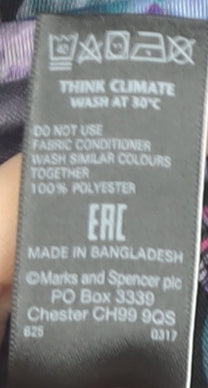 THINK CLIMATE
WASH AT 30°C
DO NOT USE
FABRIC CONDITIONER
WASH SIMILAR COLOURS
TOGETHER
100% POLYESTER
EAC
MADE IN BANGLADESH
©Marks and Spencer plc
PO Box 3339
Chester CH99 9QS
625 0317